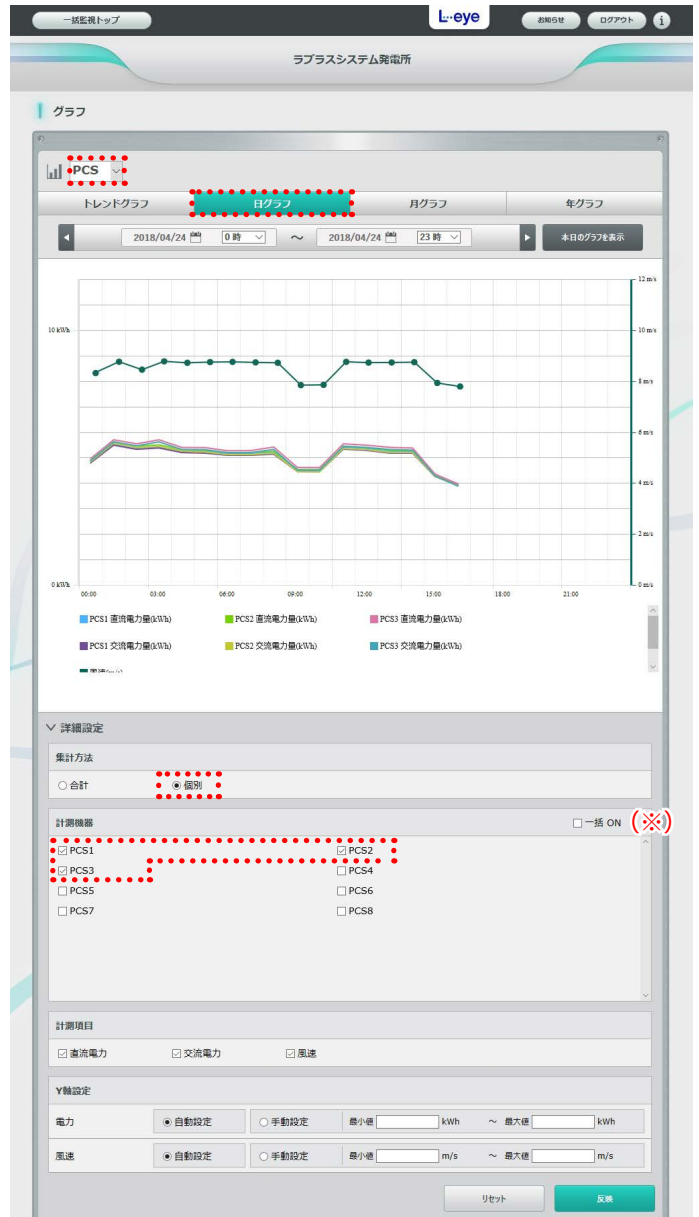 一括監視トップ L・eye お知らせ ログアウト i
ラプラスシステム発電所
グラフ
PCS
トレンドグラフ 日グラフ 月グラフ 年グラフ
2018/04/24 0時 ～ 2018/04/24 23時 本日のグラフを表示
12 m/s
10 kWh 10 m/s
8 m/s
6 m/s
4 m/s
2 m/s
0 kWh 0 m/s
00:00 03:00 06:00 09:00 12:00 15:00 18:00 21:00
PCS1 直流電力量(kWh) PCS2 直流電力量(kWh) PCS3 直流電力量(kWh)
PCS1 交流電力量(kWh) PCS2 交流電力量(kWh) PCS3 交流電力量(kWh)
風速(m/s)
詳細設定
集計方法
合計 個別
計測機器 一括 ON (※)
PCS1 PCS2
PCS3 PCS4
PCS5 PCS6
PCS7 PCS8
計測項目
直流電力 交流電力 風速
Y軸設定
電力 自動設定 手動設定 最小値 kWh ～ 最大値 kWh
風速 自動設定 手動設定 最小値 m/s ～ 最大値 m/s
リセット 反映